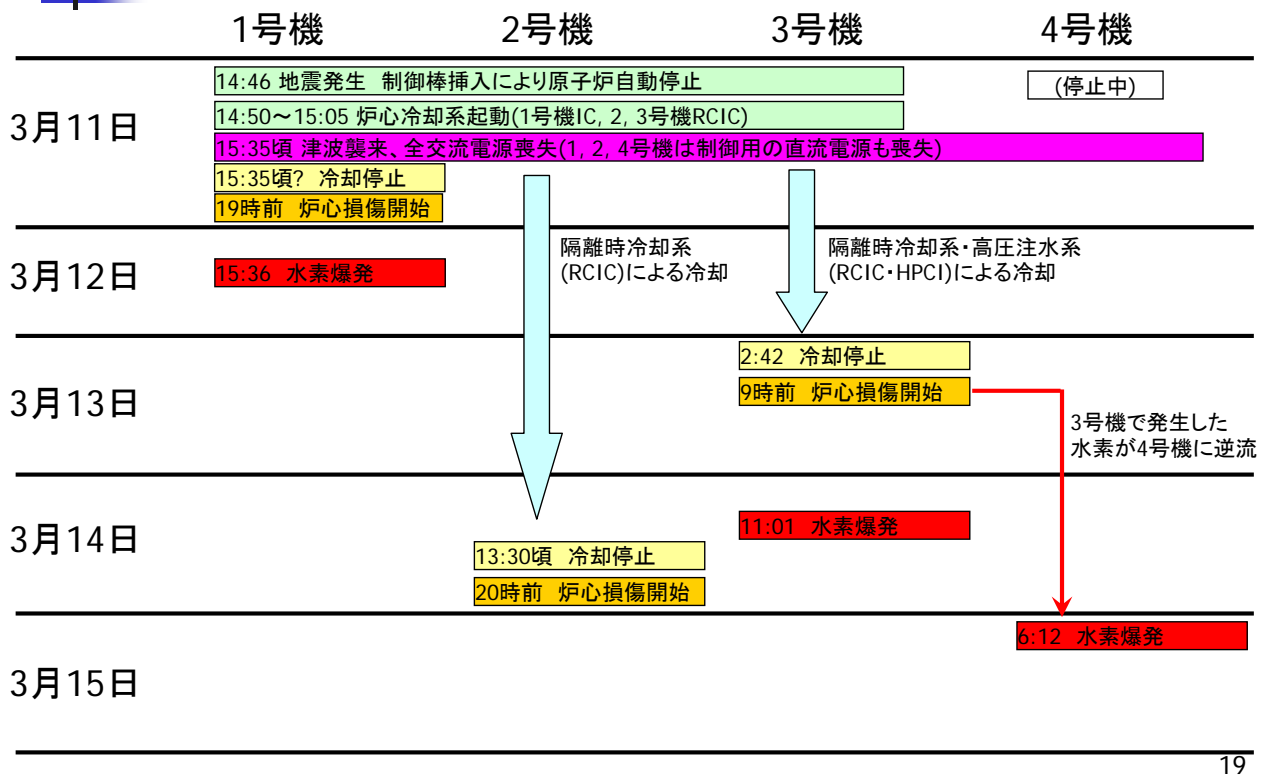 1号機 2号機 3号機 4号機
3月11日
14:46 地震発生 制御棒挿入により原子炉自動停止
(停止中)
14:50～15:05 炉心冷却系起動(1号機IC, 2, 3号機RCIC)
15:35頃 津波襲来、全交流電源喪失(1, 2, 4号機は制御用の直流電源も喪失)
15:35頃? 冷却停止
19時前 炉心損傷開始
3月12日
15:36 水素爆発
隔離時冷却系
(RCIC)による冷却
隔離時冷却系・高圧注水系
(RCIC・HPCI)による冷却
3月13日
2:42 冷却停止
9時前 炉心損傷開始
3号機で発生した
水素が4号機に逆流
3月14日
11:01 水素爆発
13:30頃 冷却停止
20時前 炉心損傷開始
3月15日
6:12 水素爆発
19